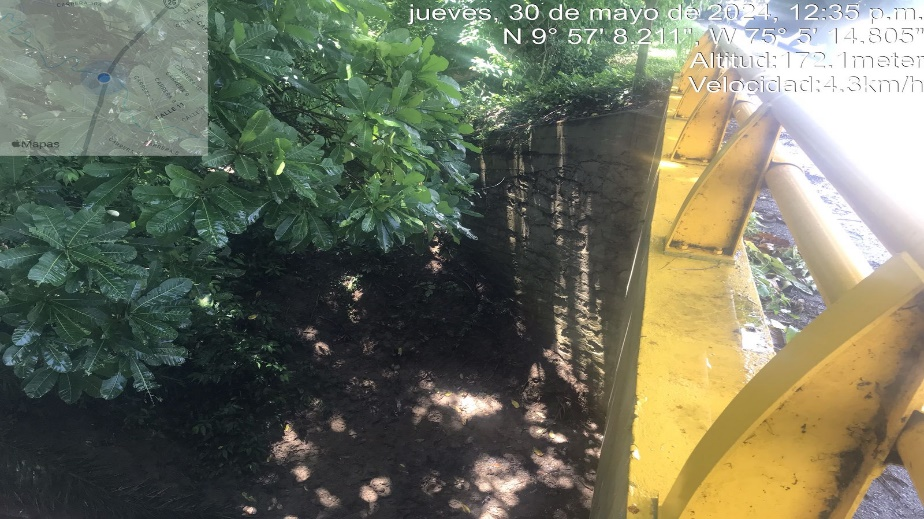 jueves, 30 de mayo de 2024, 12:35 p.m.
N 9° 57' 8.211", W 75° 5' 14.805"
Altitud:172.1meter
Velocidad:4.3km/h
25
Mapas